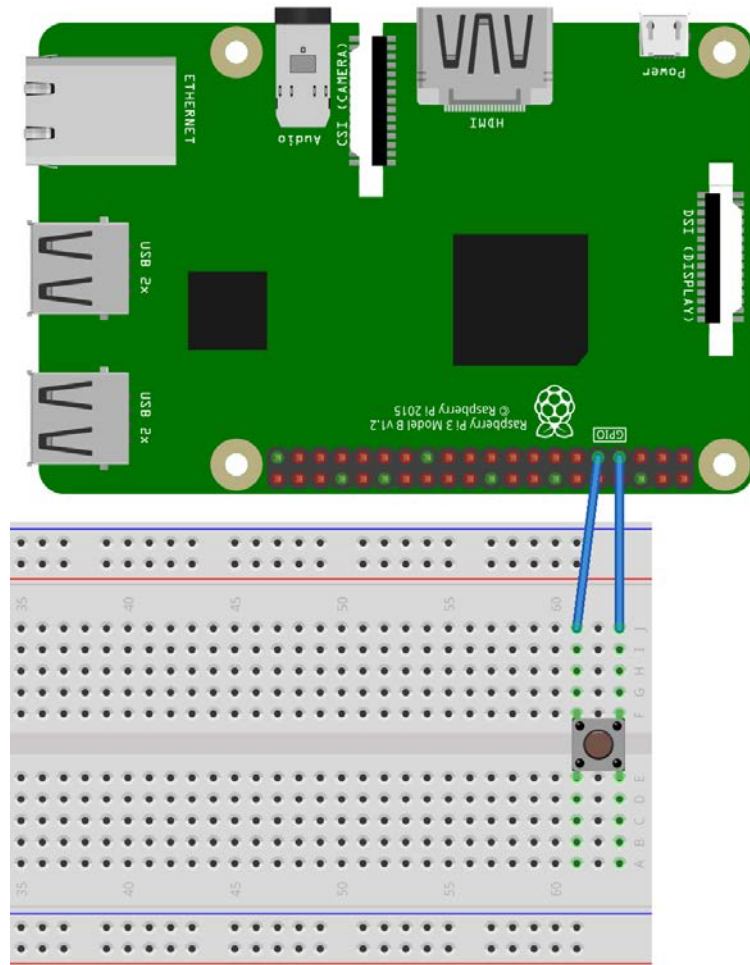 ETHERNET
Audio
CSI (CAMERA)
HDMI
Power
USB 2x
DSI (DISPLAY)
USB 2x
Raspberry Pi 3 Model B v1.2
© Raspberry Pi 2015
GPIO
35 40 45 50 55 60
J
I
H
G
F
E
D
C
B
A
35 40 45 50 55 60